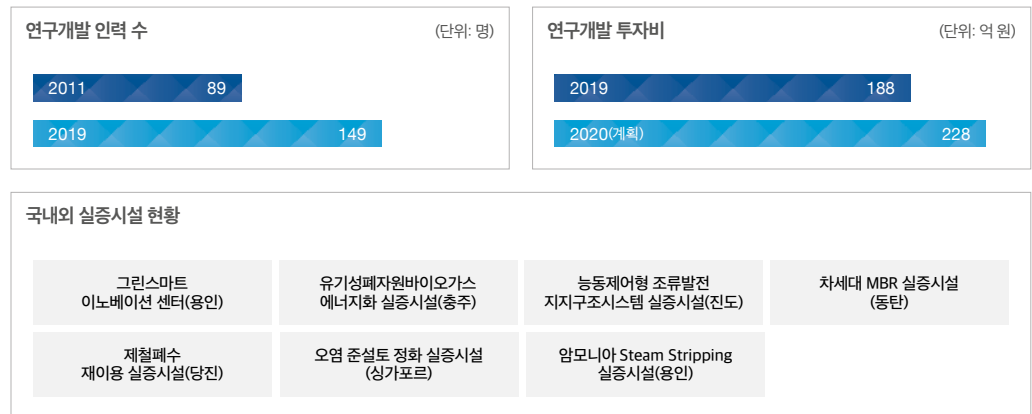 연구개발 인력 수 (단위: 명)
2011 89
2019 149
연구개발 투자비 (단위: 억 원)
2019 188
2020(계획) 228
국내외 실증시설 현황
그린스마트
이노베이션 센터(용인)
유기성폐자원바이오가스
에너지화 실증시설(충주)
능동제어형 조류발전
지지구조시스템 실증시설(진도)
차세대 MBR 실증시설
(동탄)
제철폐수
재이용 실증시설(당진)
오염 준설토 정화 실증시설
(싱가포르)
암모니아 Steam Stripping
실증시설(용인)